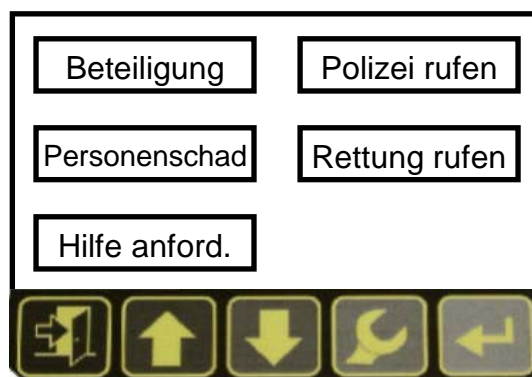 Beteiligung
Polizei rufen
Personenschad
Rettung rufen
Hilfe anford.